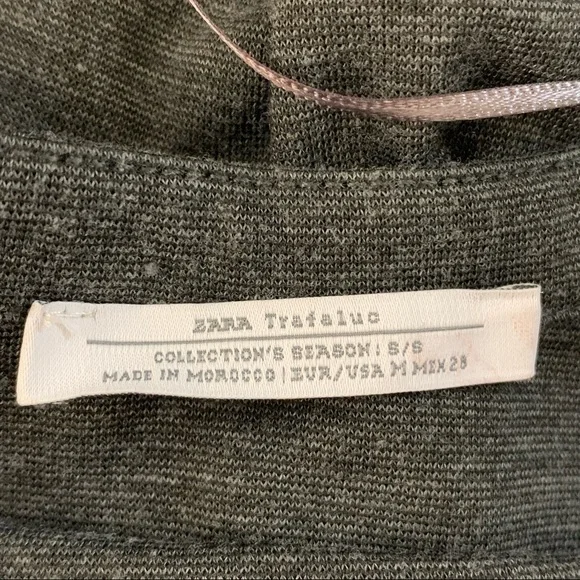 ZARA Trafaluc
COLLECTION'S SEASON: S/S
MADE IN MOROCCO | EUR/USA M MEX 28